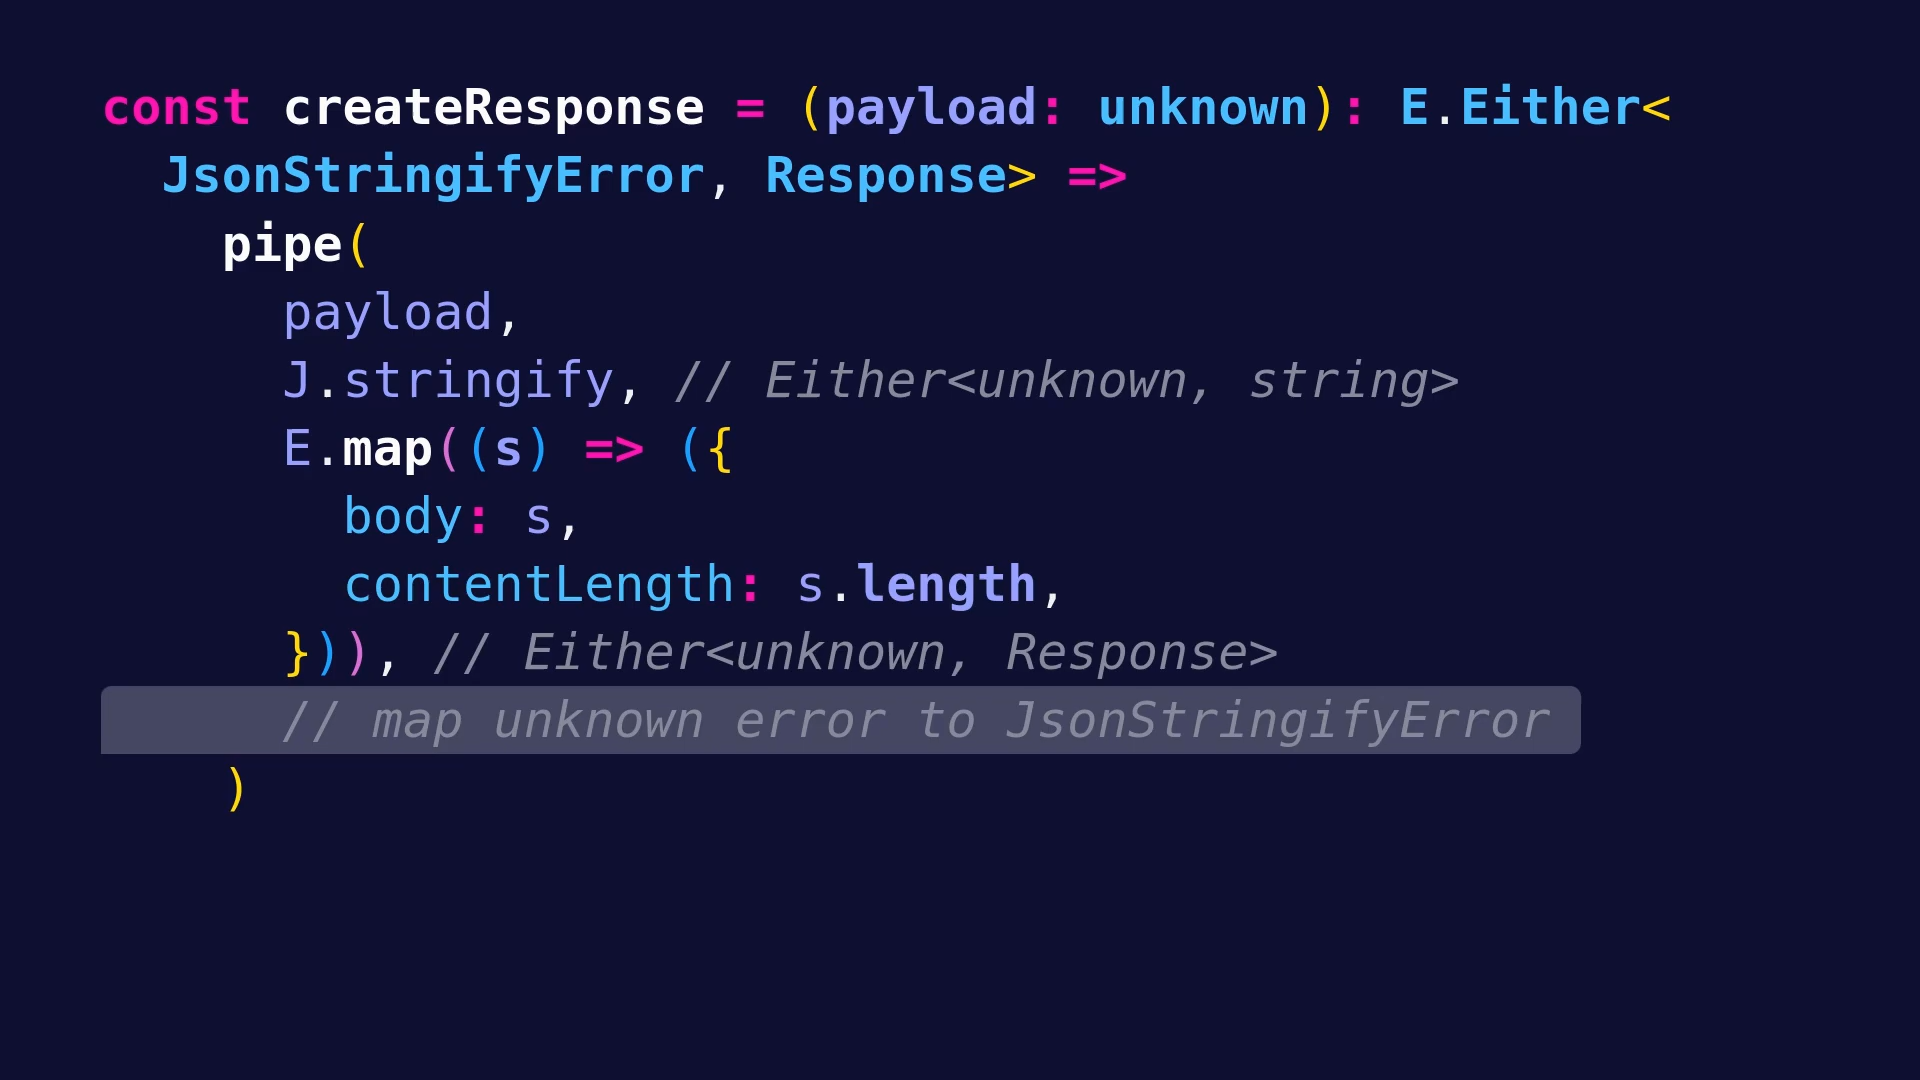 const createResponse = (payload: unknown): E.Either<
  JsonStringifyError, Response> =>
    pipe(
      payload,
      J.stringify, // Either<unknown, string>
      E.map((s) => ({
        body: s,
        contentLength: s.length,
      })), // Either<unknown, Response>
      // map unknown error to JsonStringifyError
    )